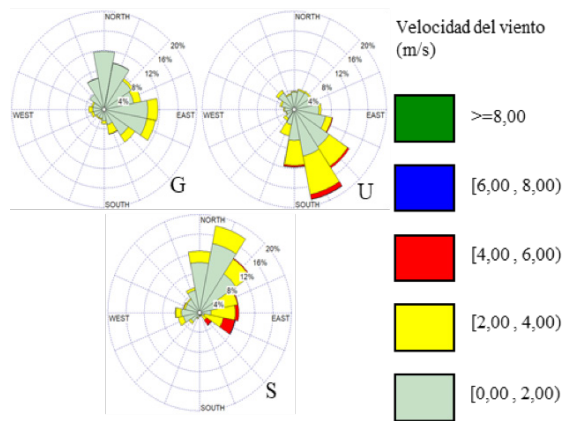 NORTH
20%
16%
12%
8%
4%
WEST
EAST
SOUTH
G
NORTH
20%
16%
12%
8%
4%
WEST
EAST
SOUTH
U
NORTH
20%
16%
12%
8%
4%
WEST
EAST
SOUTH
S
Velocidad del viento
(m/s)
>=8,00
[6,00 , 8,00)
[4,00 , 6,00)
[2,00 , 4,00)
[0,00 , 2,00)